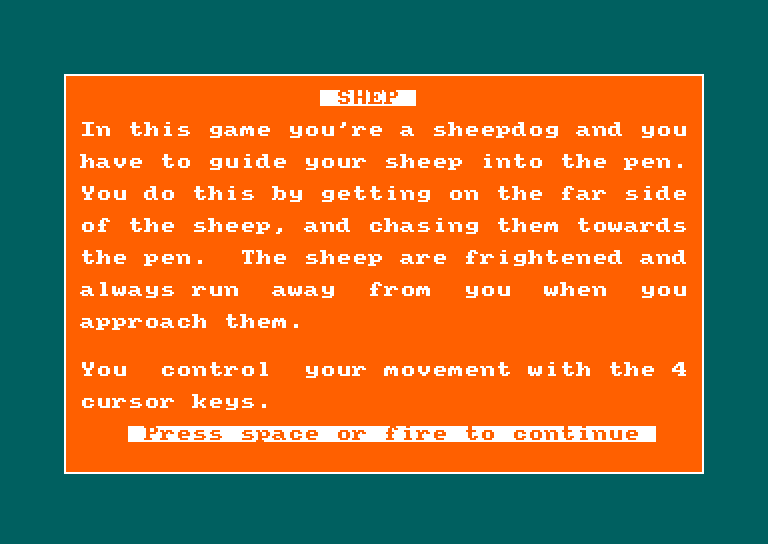 SHEP
In this game you're a sheepdog and you
have to guide your sheep into the pen.
You do this by getting on the far side
of the sheep, and chasing them towards
the pen.  The sheep are frightened and
always run  away  from  you  when  you
approach them.
You  control  your movement with the 4
cursor keys.
Press space or fire to continue